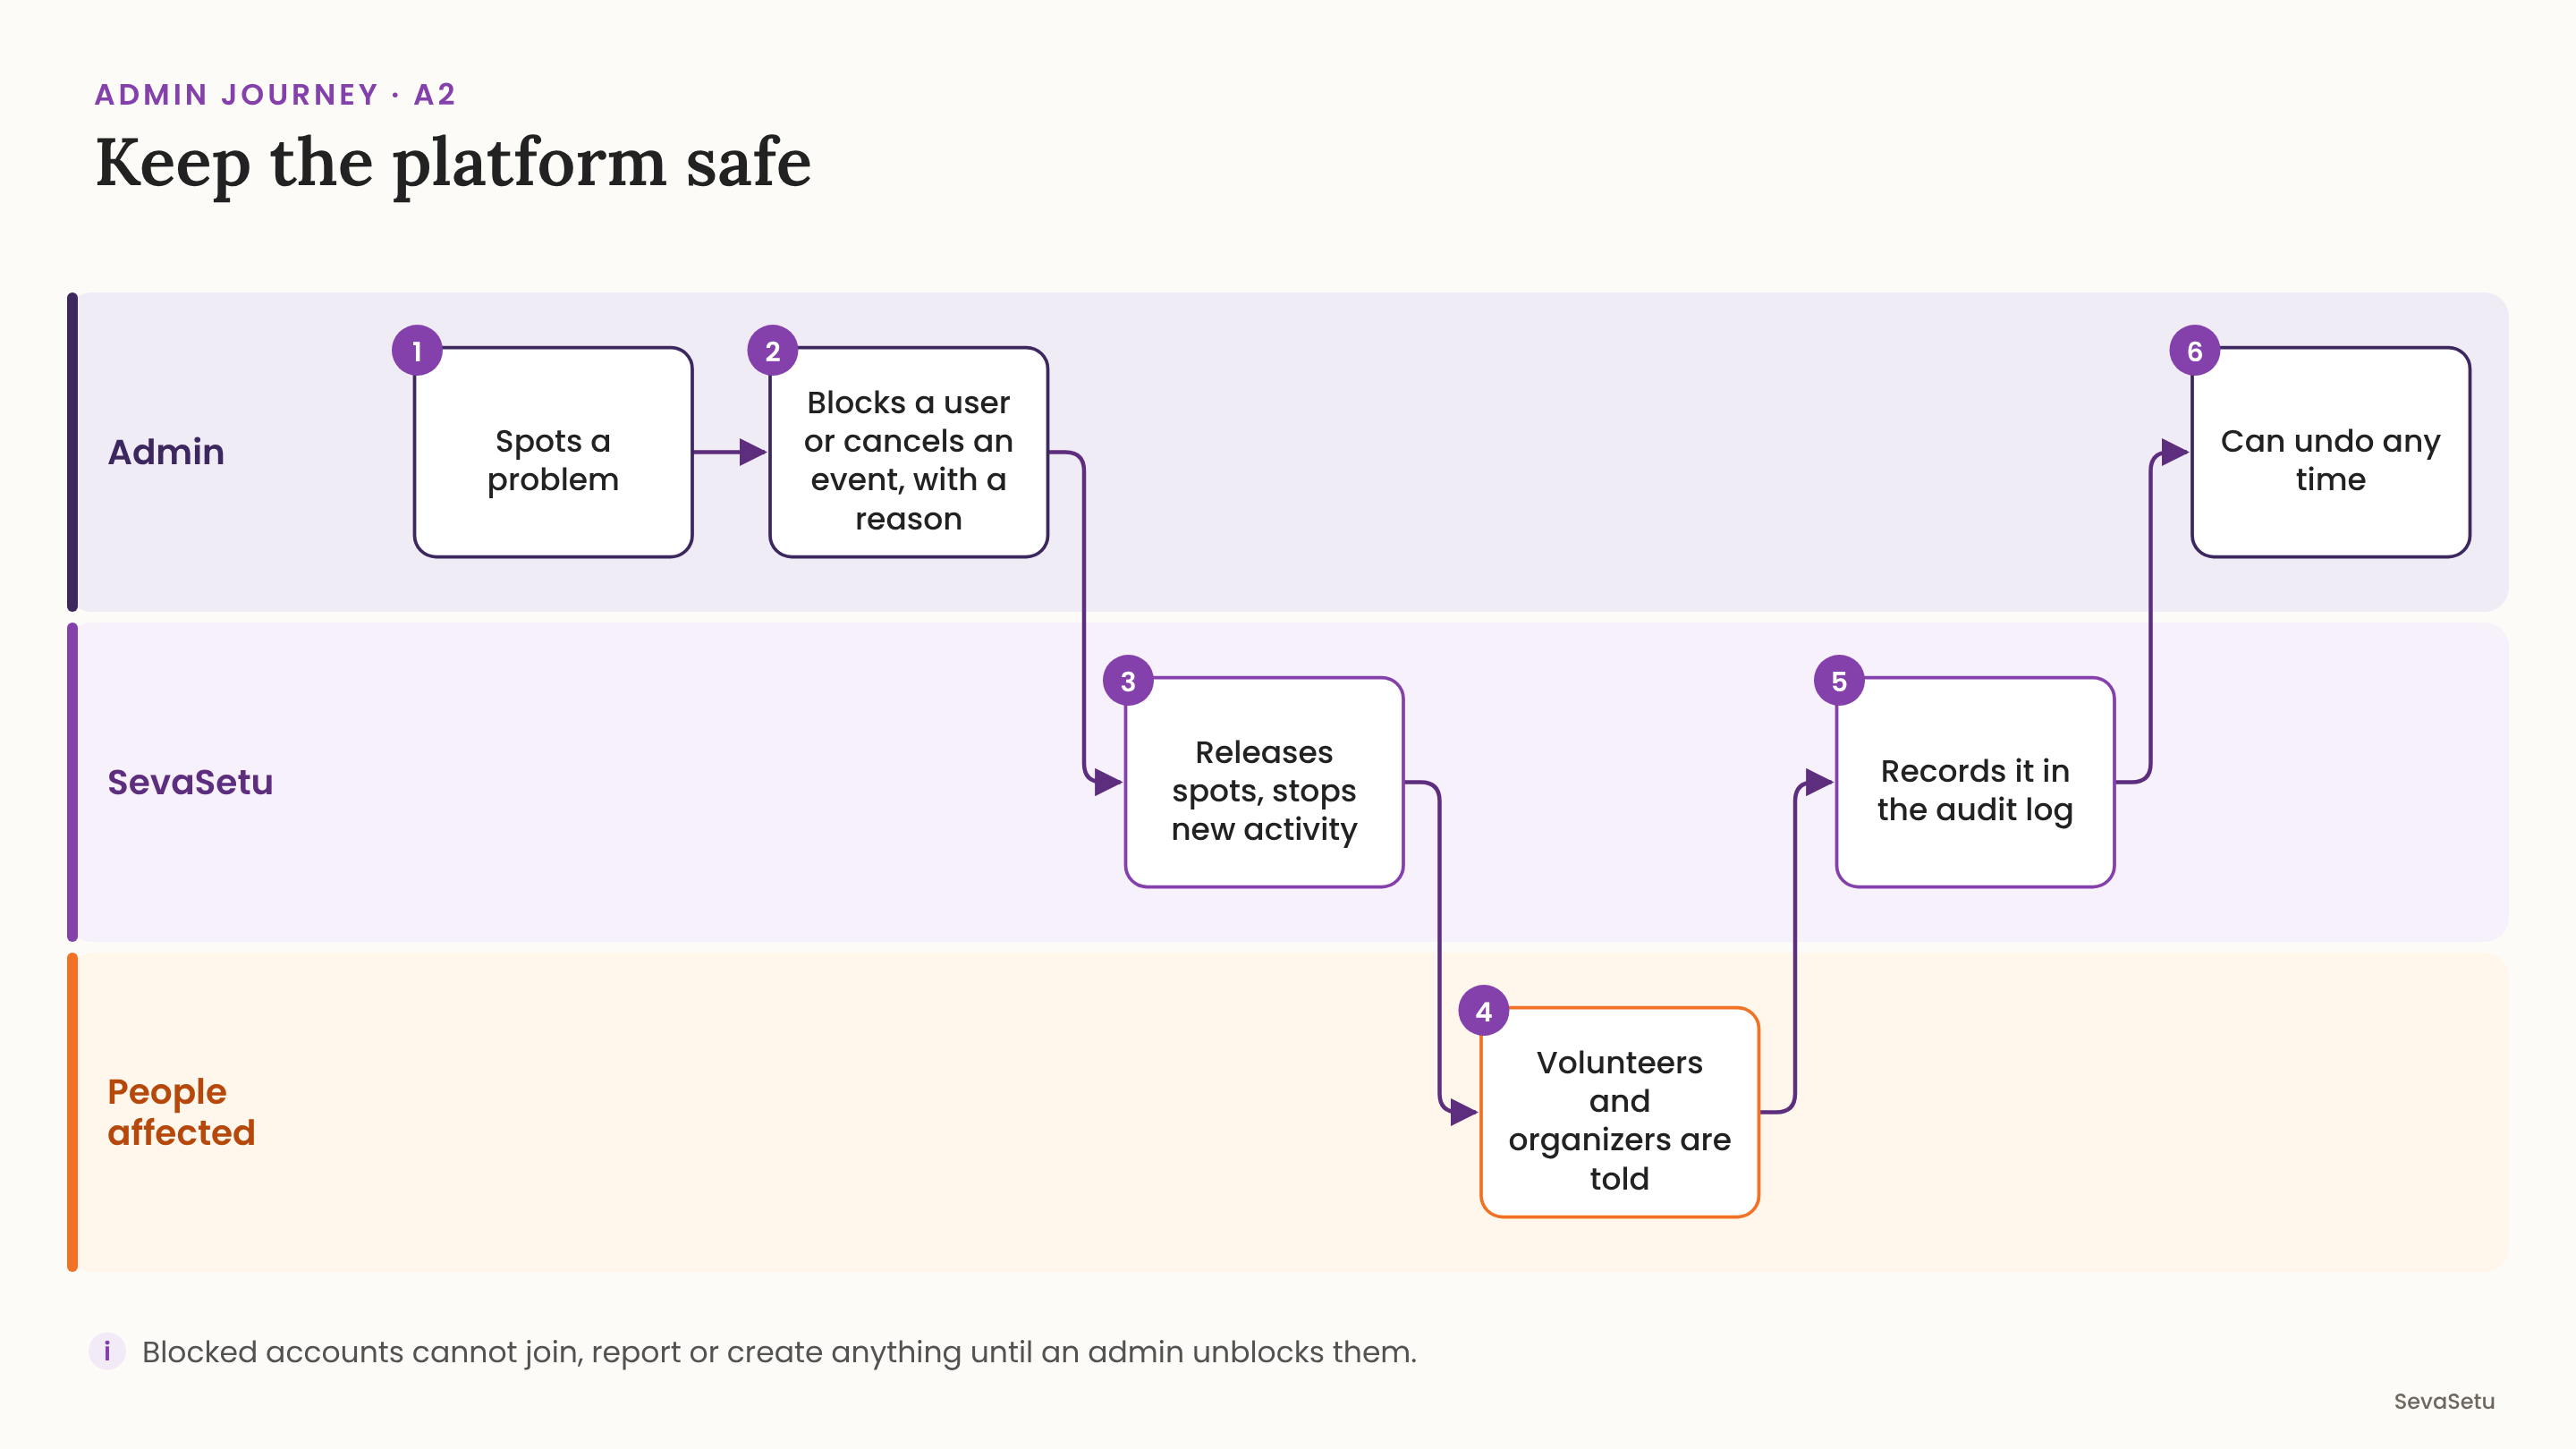 ADMIN JOURNEY · A2
Keep the platform safe
Admin
1
Spots a
problem
2
Blocks a user
or cancels an
event, with a
reason
6
Can undo any
time
SevaSetu
3
Releases
spots, stops
new activity
5
Records it in
the audit log
People
affected
4
Volunteers
and
organizers are
told
i
Blocked accounts cannot join, report or create anything until an admin unblocks them.
SevaSetu